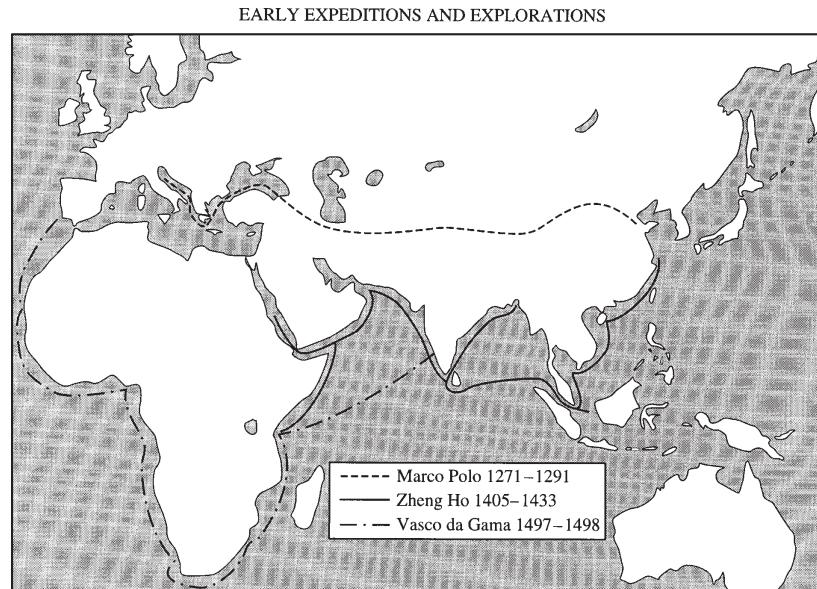 EARLY EXPEDITIONS AND EXPLORATIONS
Marco Polo 1271–1291
Zheng Ho 1405–1433
Vasco da Gama 1497–1498